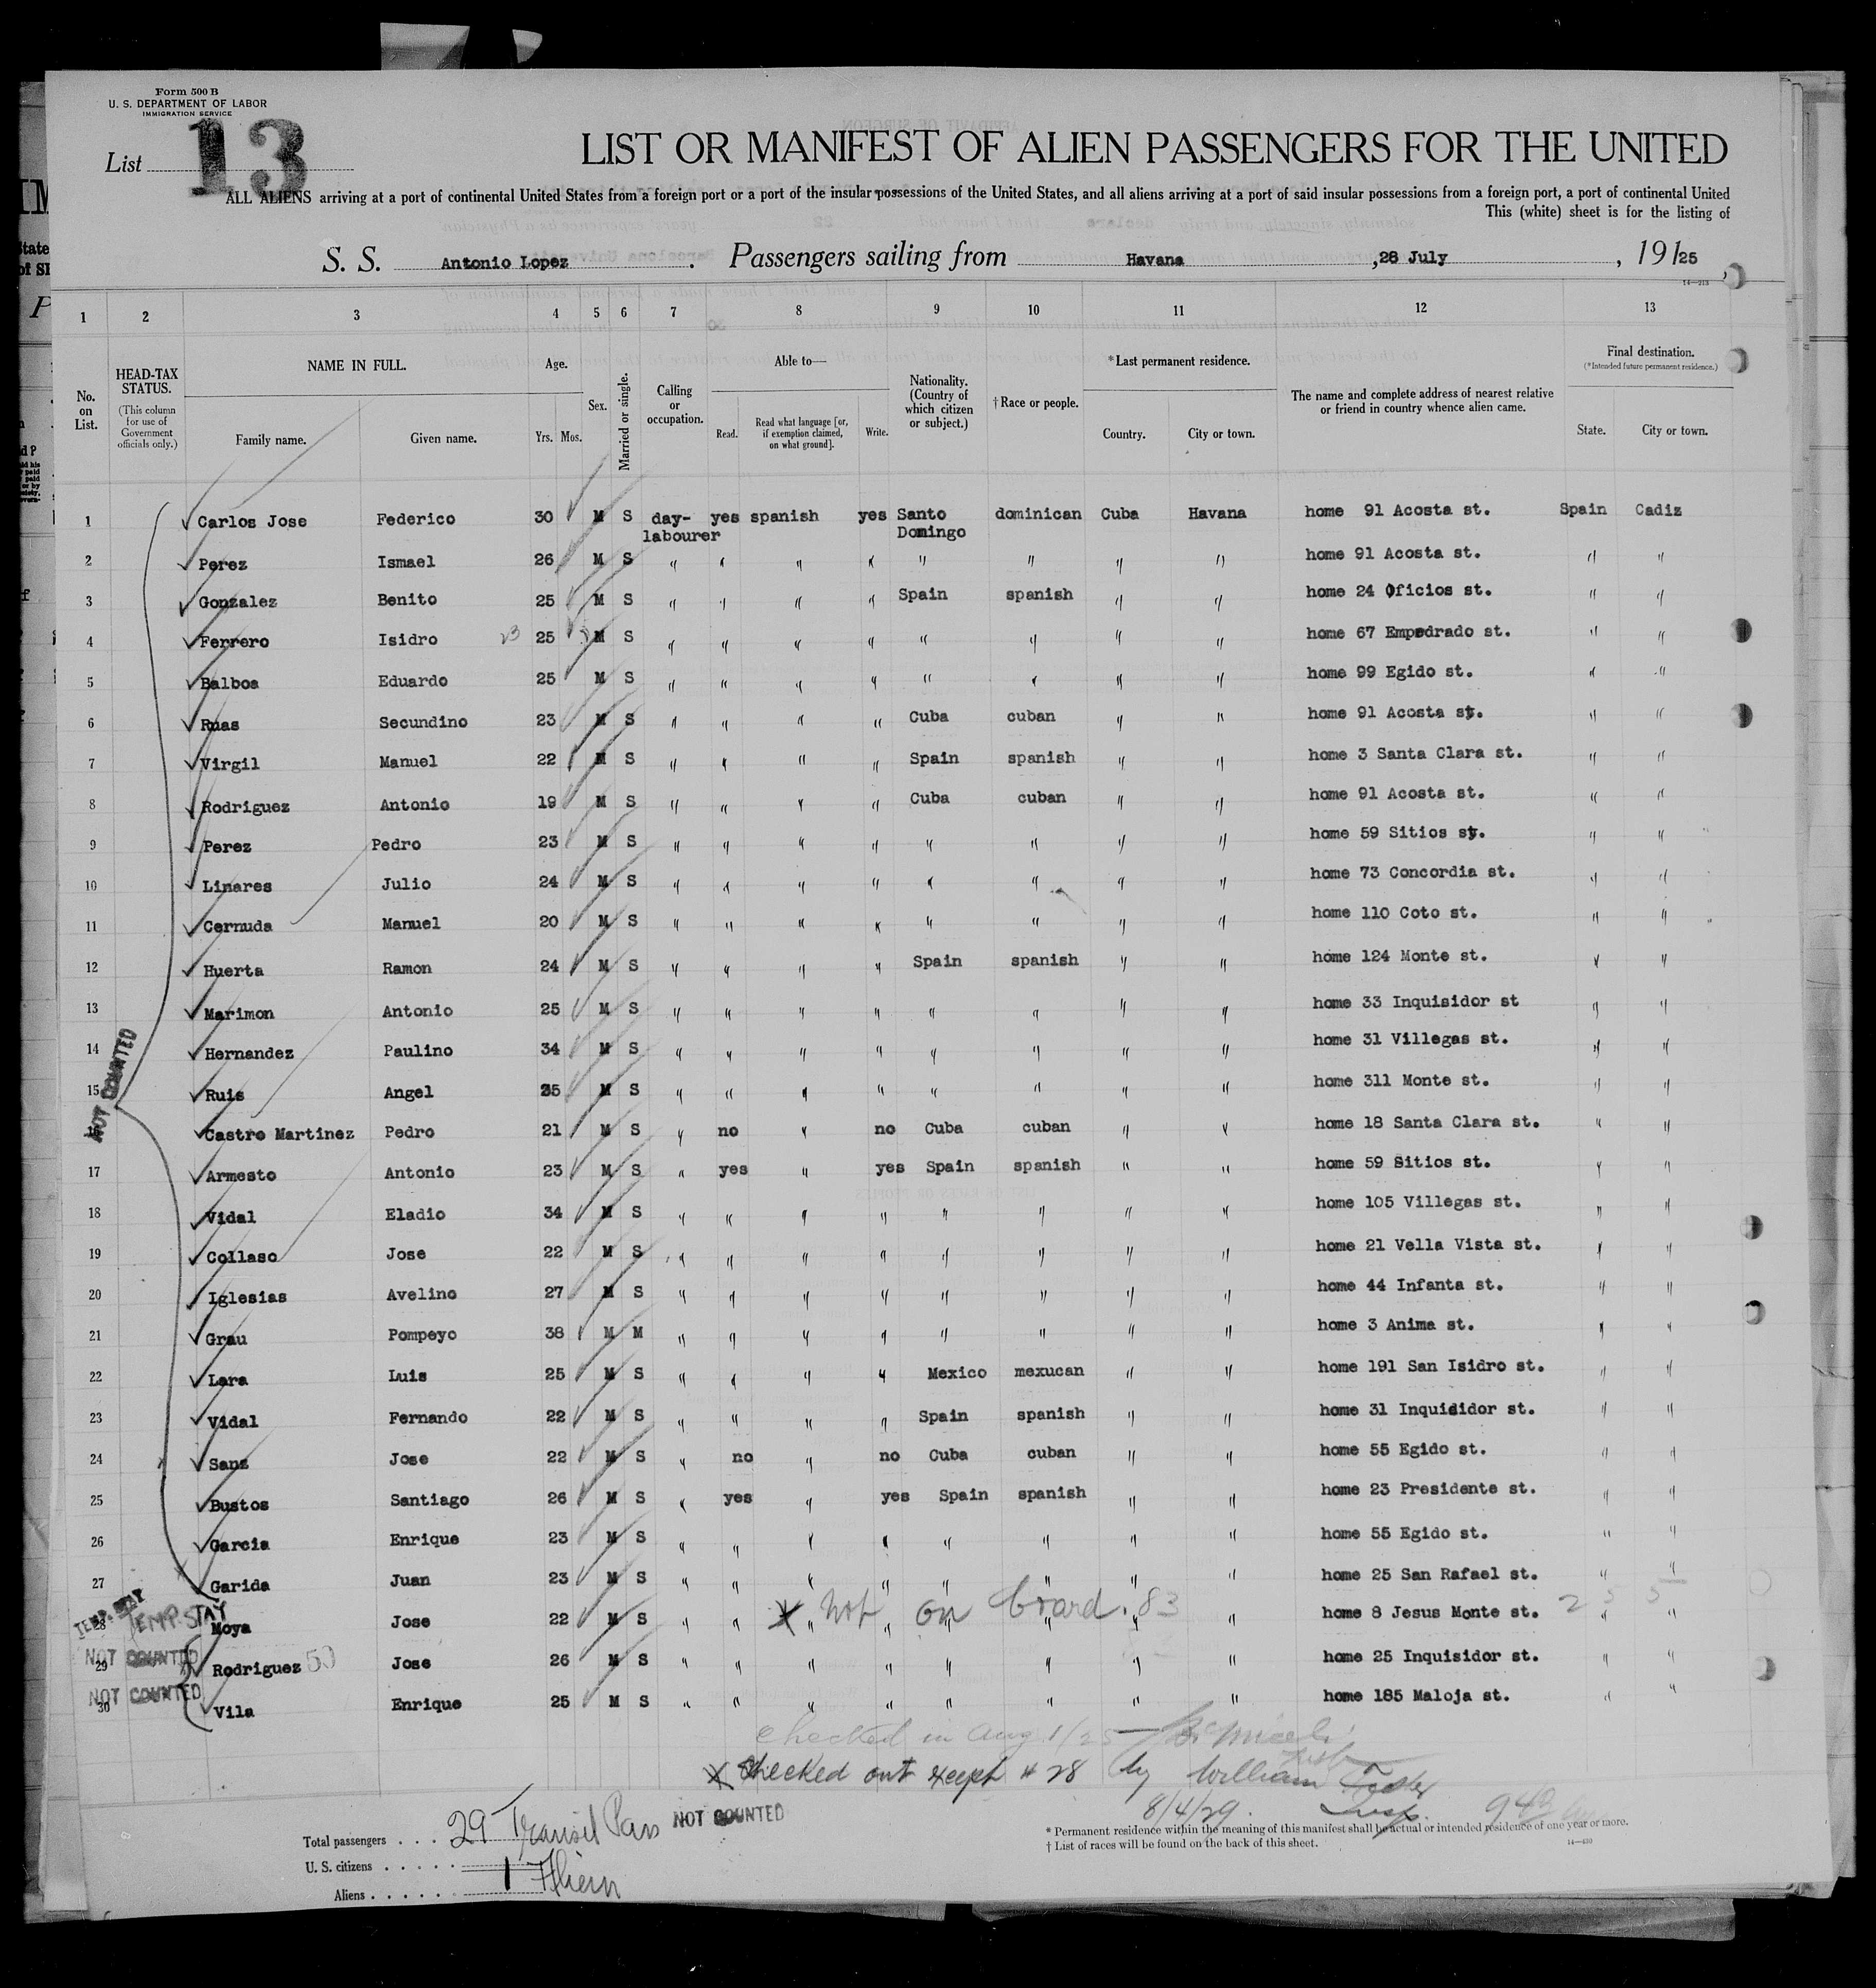 Form 500 B
U. S. DEPARTMENT OF LABOR
IMMIGRATION SERVICE
List 13
LIST OR MANIFEST OF ALIEN PASSENGERS FOR THE UNITED
ALL ALIENS arriving at a port of continental United States from a foreign port or a port of the insular possessions of the United States, and all aliens arriving at a port of said insular possessions from a foreign port, a port of continental United
This (white) sheet is for the listing of
S. S. Antonio Lopez. Passengers sailing from Havana, 28 July, 191/25
14—913
1 2 3 4 5 6 7 8 9 10 11 12 13
No. on List.
HEAD-TAX STATUS.
(This column for use of Government officials only.)
NAME IN FULL.
Family name. Given name.
Age.
Yrs. Mos.
Sex.
Married or single.
Calling or occupation.
Able to—
Read. Read what language [or, if exemption claimed, on what ground]. Write.
Nationality. (Country of which citizen or subject.)
†Race or people.
*Last permanent residence.
Country. City or town.
The name and complete address of nearest relative or friend in country whence alien came.
Final destination.
(*Intended future permanent residence.)
State. City or town.
1 Carlos Jose Federico 30 M S day-labourer yes spanish yes Santo Domingo dominican Cuba Havana home 91 Acosta st. Spain Cadiz
2 Perez Ismael 26 M S " " " " " " " " home 91 Acosta st. " "
3 Gonzalez Benito 25 M S " " " " Spain spanish " " home 24 Oficios st. " "
4 Ferrero Isidro 23 25 M S " " " " " " " " home 67 Empedrado st. " "
5 Balboa Eduardo 25 M S " " " " " " " " home 99 Egido st. " "
6 Ruas Secundino 23 M S " " " " Cuba cuban " " home 91 Acosta st. " "
7 Virgil Manuel 22 M S " " " " Spain spanish " " home 3 Santa Clara st. " "
8 Rodriguez Antonio 19 M S " " " " Cuba cuban " " home 91 Acosta st. " "
9 Perez Pedro 23 M S " " " " " " " " home 59 Sitios st. " "
10 Linares Julio 24 M S " " " " " " " " home 73 Concordia st. " "
11 Cernuda Manuel 20 M S " " " " " " " " home 110 Coto st. " "
12 Huerta Ramon 24 M S " " " " Spain spanish " " home 124 Monte st. " "
13 Marimon Antonio 25 M S " " " " " " " " home 33 Inquisidor st " "
14 Hernandez Paulino 34 M S " " " " " " " " home 31 Villegas st. " "
15 Ruis Angel 35 M S " " " " " " " " home 311 Monte st. " "
NOT COUNTED
16 Castro Martinez Pedro 21 M S " no " no Cuba cuban " " home 18 Santa Clara st. " "
17 Armesto Antonio 23 M S " yes " yes Spain spanish " " home 59 Sitios st. " "
18 Vidal Eladio 34 M S " " " " " " " " home 105 Villegas st. " "
19 Collaso Jose 22 M S " " " " " " " " home 21 Vella Vista st. " "
20 Iglesias Avelino 27 M S " " " " " " " " home 44 Infanta st. " "
21 Grau Pompeyo 38 M M " " " " " " " " home 3 Anima st. " "
22 Lara Luis 25 M S " " " " Mexico mexucan " " home 191 San Isidro st. " "
23 Vidal Fernando 22 M S " " " " Spain spanish " " home 31 Inquisidor st. " "
24 Sanz Jose 22 M S " no " no Cuba cuban " " home 55 Egido st. " "
25 Bustos Santiago 26 M S " yes " yes Spain spanish " " home 23 Presidente st. " "
26 Garcia Enrique 23 M S " " " " " " " " home 55 Egido st. " "
27 Garida Juan 23 M S " " " " " " " " home 25 San Rafael st. " "
TEMP. STAY TEMP. STAY
28 Moya Jose 22 M S " " X not on board. 83 " home 8 Jesus Monte st. " "
NOT COUNTED
29 Rodriguez 50 Jose 26 M S " " " " " " " " home 25 Inquisidor st. " "
NOT COUNTED
30 Vila Enrique 25 M S " " " " " " " " home 185 Maloja st. " "
Checked in Aug 1/25 —
X Checked out except # 28 by William Foster
8/4/29. Insp.
Total passengers . . . 29 Transit Pass NOT COUNTED
U. S. citizens . . . . .
Aliens . . . . . . 1 Alien
* Permanent residence within the meaning of this manifest shall be actual or intended residence of one year or more.
† List of races will be found on the back of this sheet.
14—430